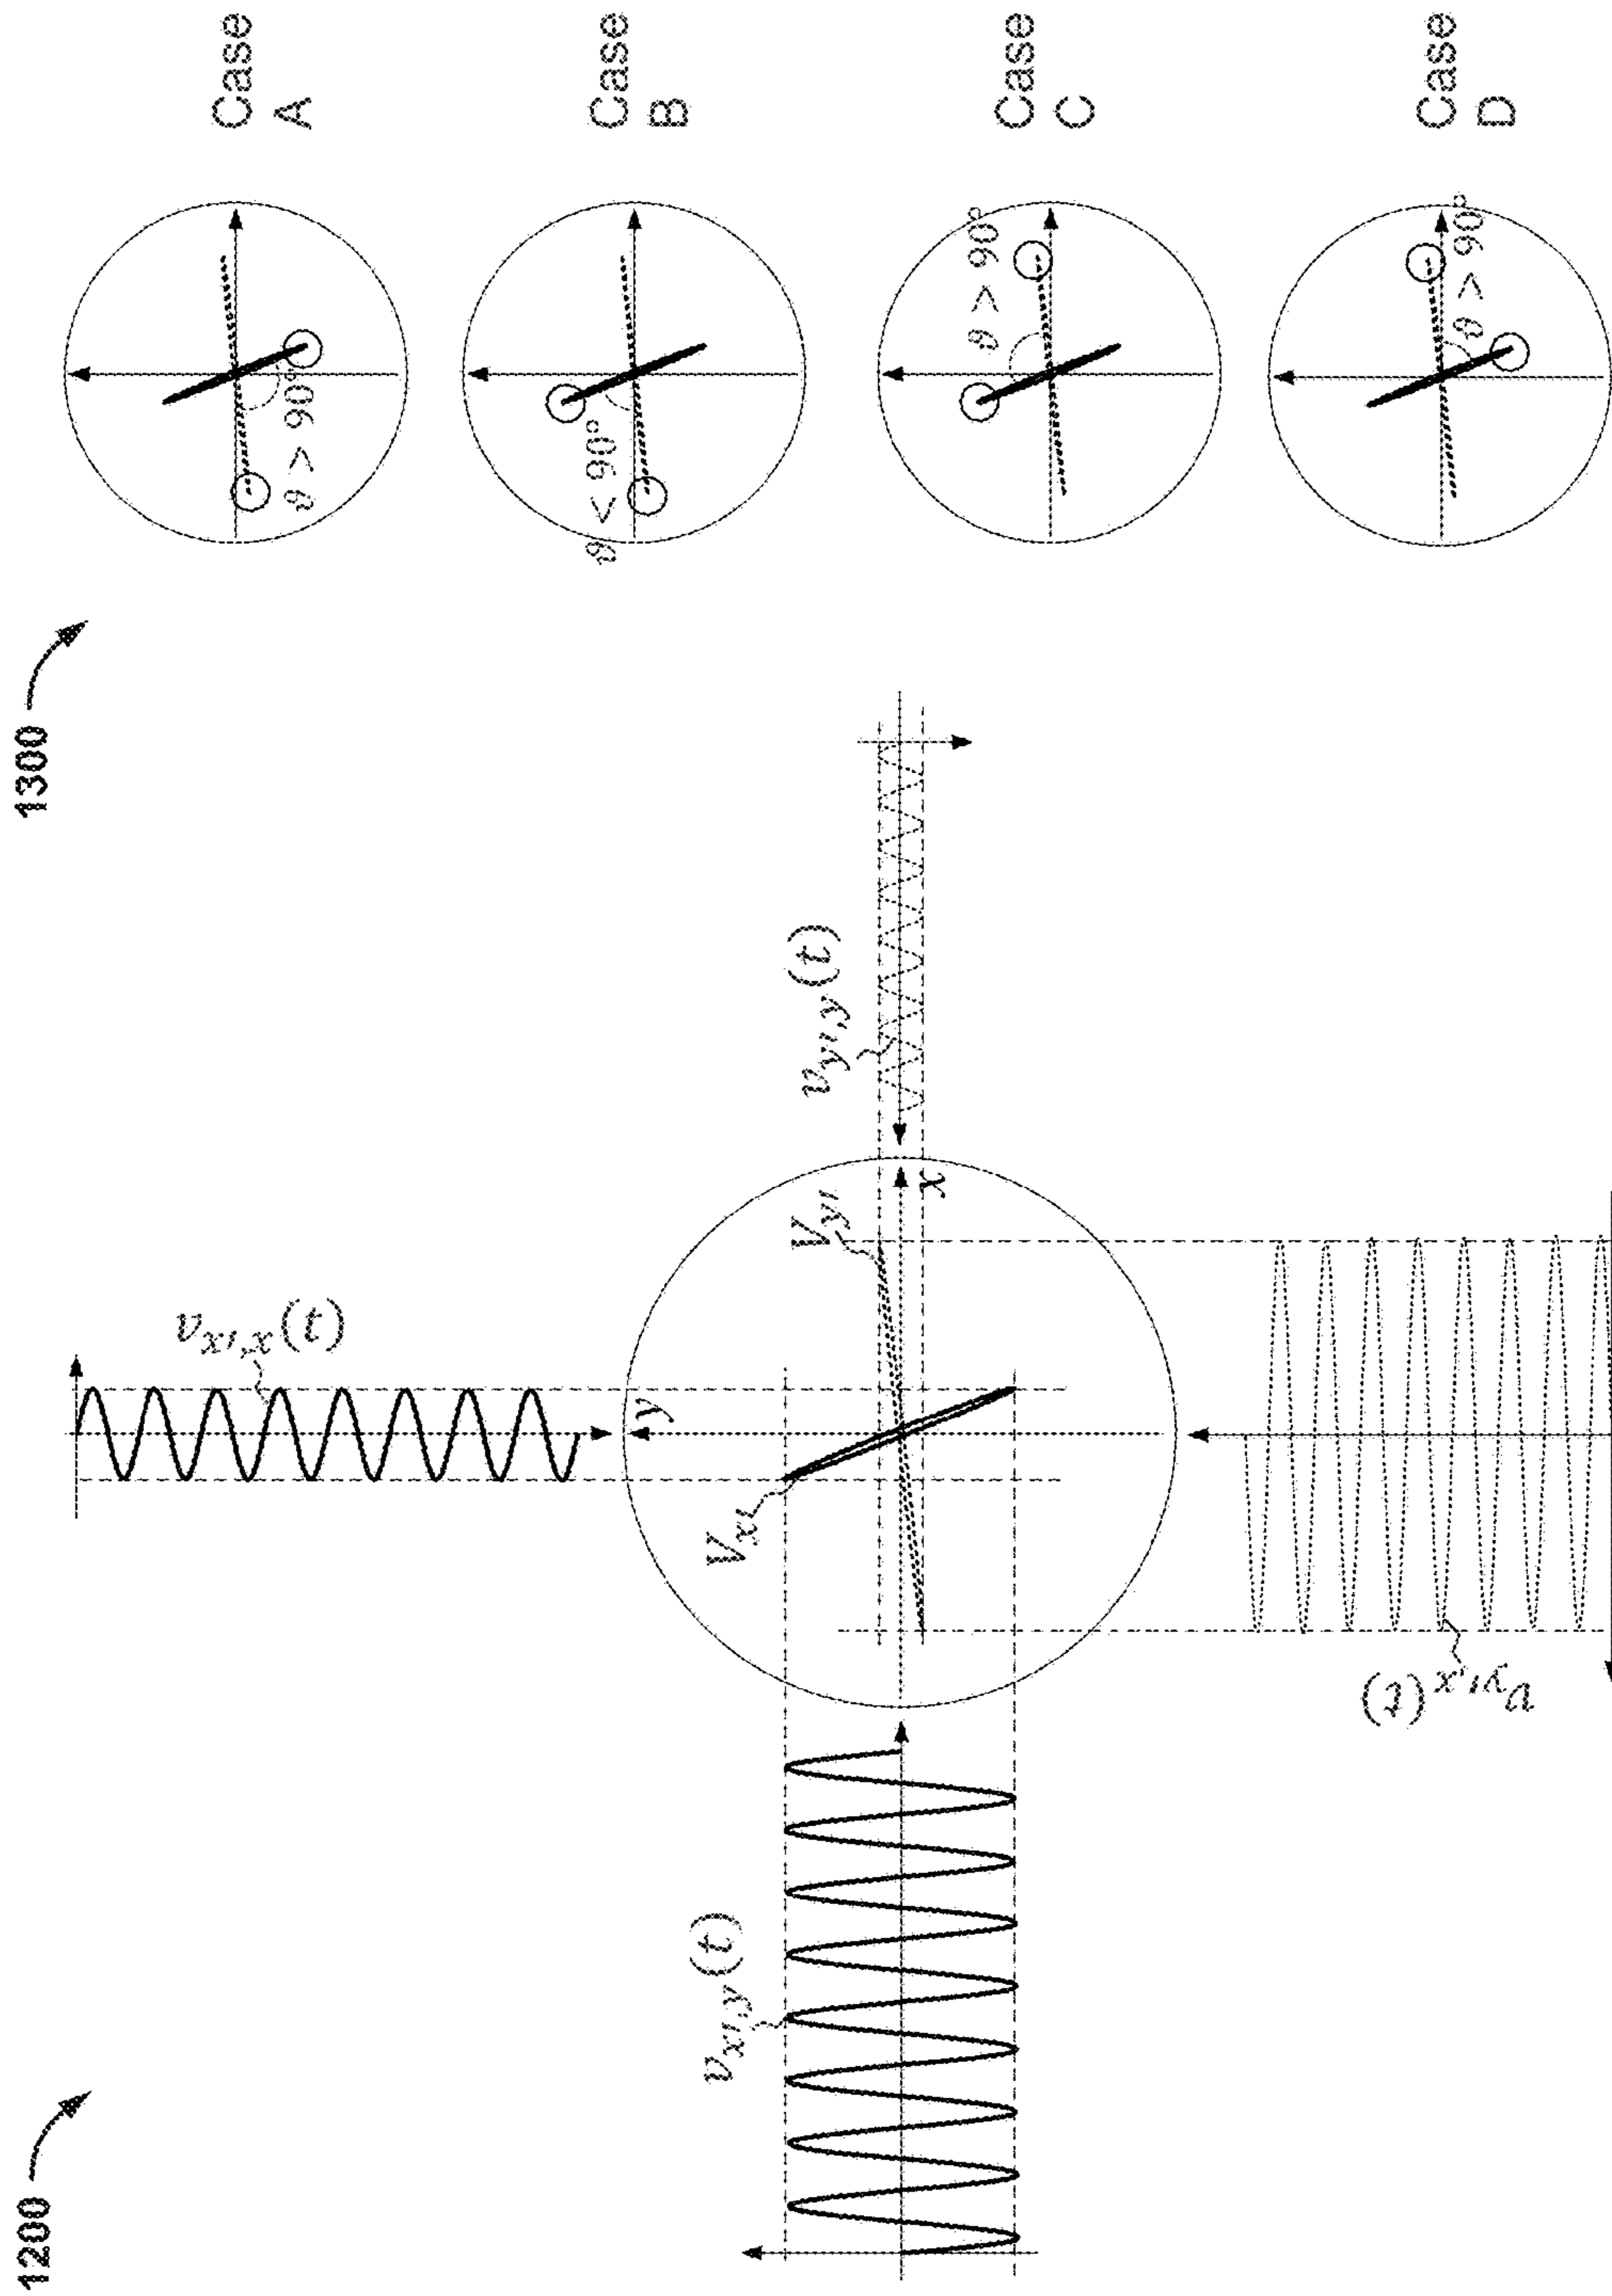 1200
v_{x',y}(t)
v_{x',x}(t)
V_{x'}
y
V_{y'}
x
v_{y',y}(t)
v_{y',x}(t)
1300
ϑ > 90°
Case
A
ϑ < 90°
Case
B
ϑ > 90°
Case
C
ϑ > 90°
Case
D